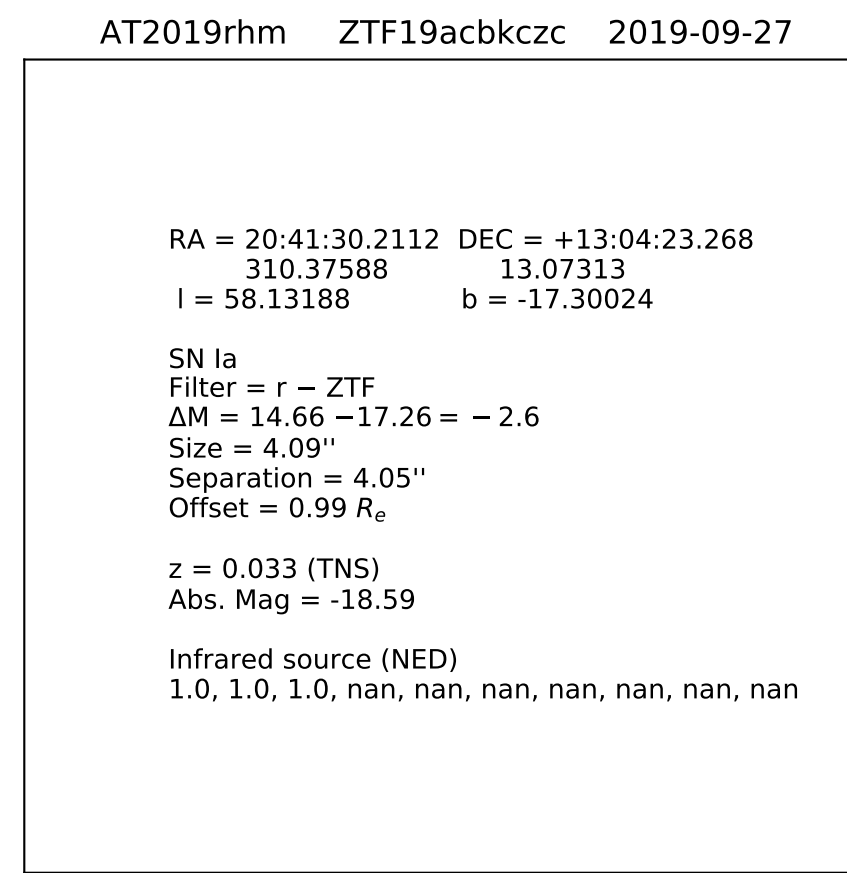 AT2019rhm ZTF19acbkczc 2019-09-27
RA = 20:41:30.2112 DEC = +13:04:23.268
310.37588 13.07313
l = 58.13188 b = -17.30024
SN Ia
Filter = r − ZTF
ΔM = 14.66 −17.26 = − 2.6
Size = 4.09''
Separation = 4.05''
Offset = 0.99 Rₑ
z = 0.033 (TNS)
Abs. Mag = -18.59
Infrared source (NED)
1.0, 1.0, 1.0, nan, nan, nan, nan, nan, nan, nan